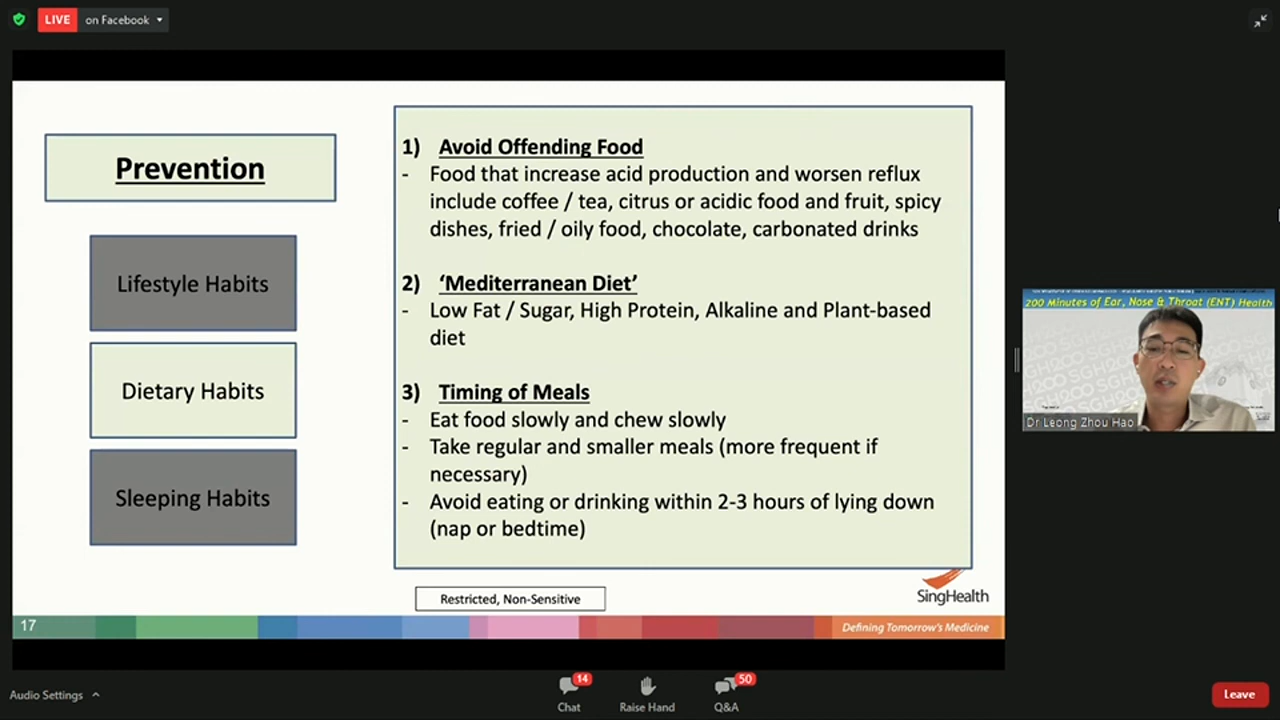 LIVE on Facebook
Prevention
Lifestyle Habits
Dietary Habits
Sleeping Habits
1) Avoid Offending Food
- Food that increase acid production and worsen reflux
include coffee / tea, citrus or acidic food and fruit, spicy
dishes, fried / oily food, chocolate, carbonated drinks
2) ‘Mediterranean Diet’
- Low Fat / Sugar, High Protein, Alkaline and Plant-based
diet
3) Timing of Meals
- Eat food slowly and chew slowly
- Take regular and smaller meals (more frequent if
necessary)
- Avoid eating or drinking within 2-3 hours of lying down
(nap or bedtime)
Restricted, Non-Sensitive
SingHealth
17
Defining Tomorrow's Medicine
200 Minutes of Ear, Nose & Throat (ENT) Health
Dr Leong Zhou Hao
Audio Settings
14
Chat
Raise Hand
50
Q&A
Leave